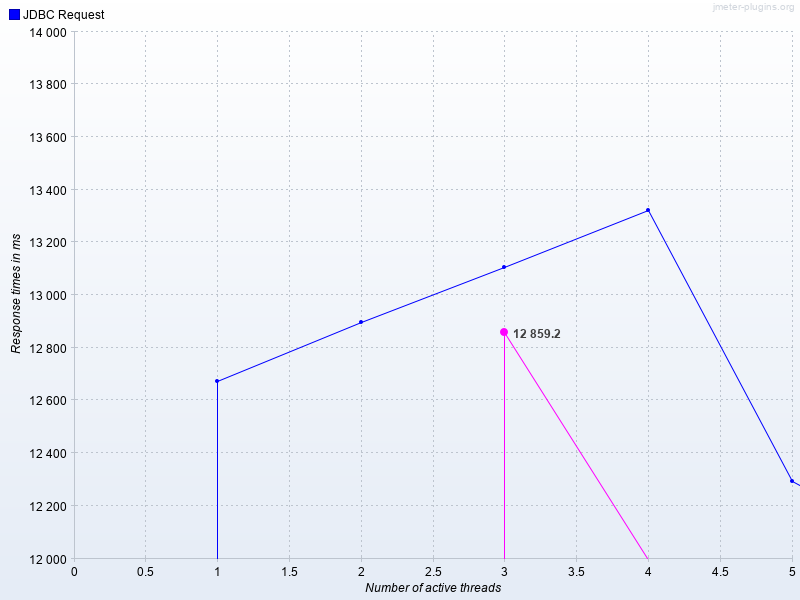 JDBC Request
jmeter-plugins.org
14 000
13 800
13 600
13 400
13 200
13 000
12 800
12 600
12 400
12 200
12 000
Response times in ms
12 859.2
0 0.5 1 1.5 2 2.5 3 3.5 4 4.5 5
Number of active threads